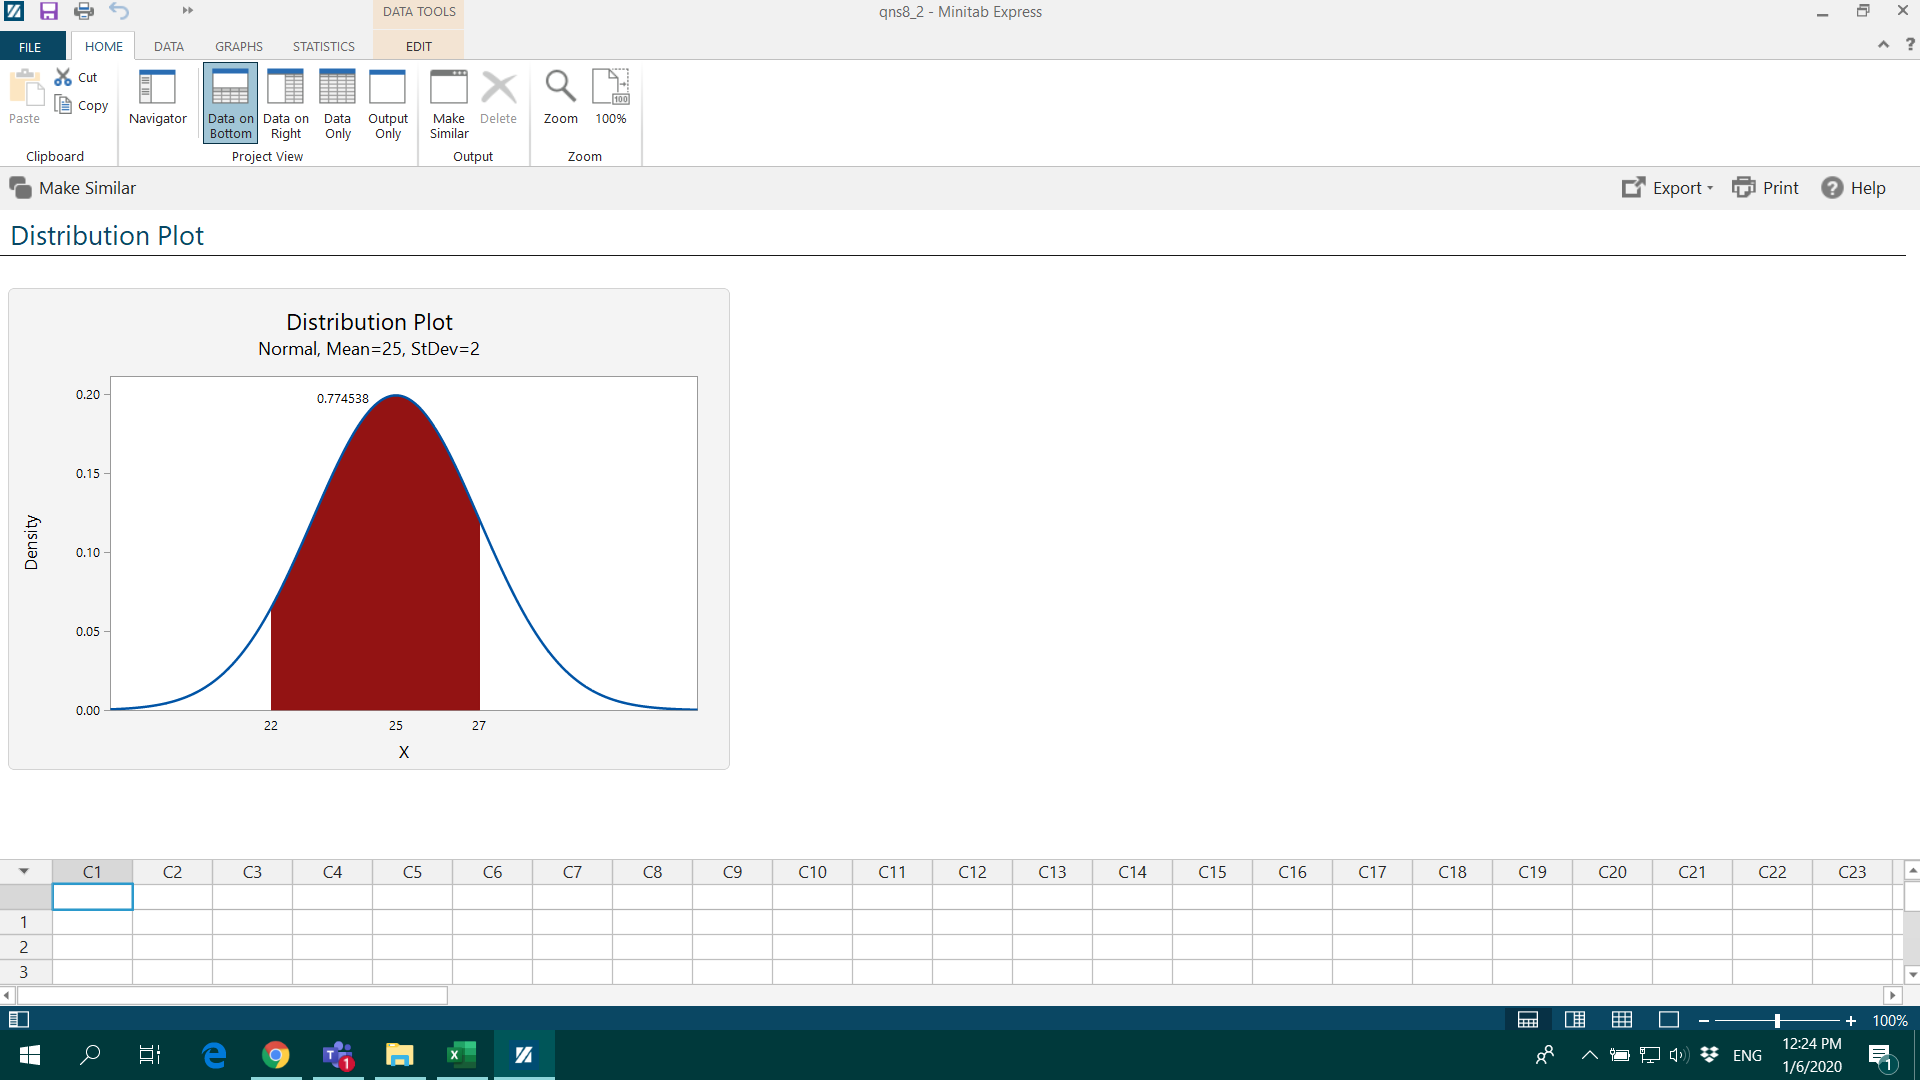 DATA TOOLS
qns8_2 - Minitab Express
FILE HOME DATA GRAPHS STATISTICS EDIT ?
Paste
Cut
Copy
Clipboard
Navigator
Data on Bottom
Data on Right
Data Only
Output Only
Project View
Make Similar
Delete
Output
Zoom
100
100%
Zoom
Make Similar
Export
Print
? Help
Distribution Plot
Distribution Plot
Normal, Mean=25, StDev=2
0.774538
0.20
0.15
0.10
0.05
0.00
Density
22 25 27
X
C1 C2 C3 C4 C5 C6 C7 C8 C9 C10 C11 C12 C13 C14 C15 C16 C17 C18 C19 C20 C21 C22 C23
1
2
3
100%
T 1
X
ENG
12:24 PM
1/6/2020
1